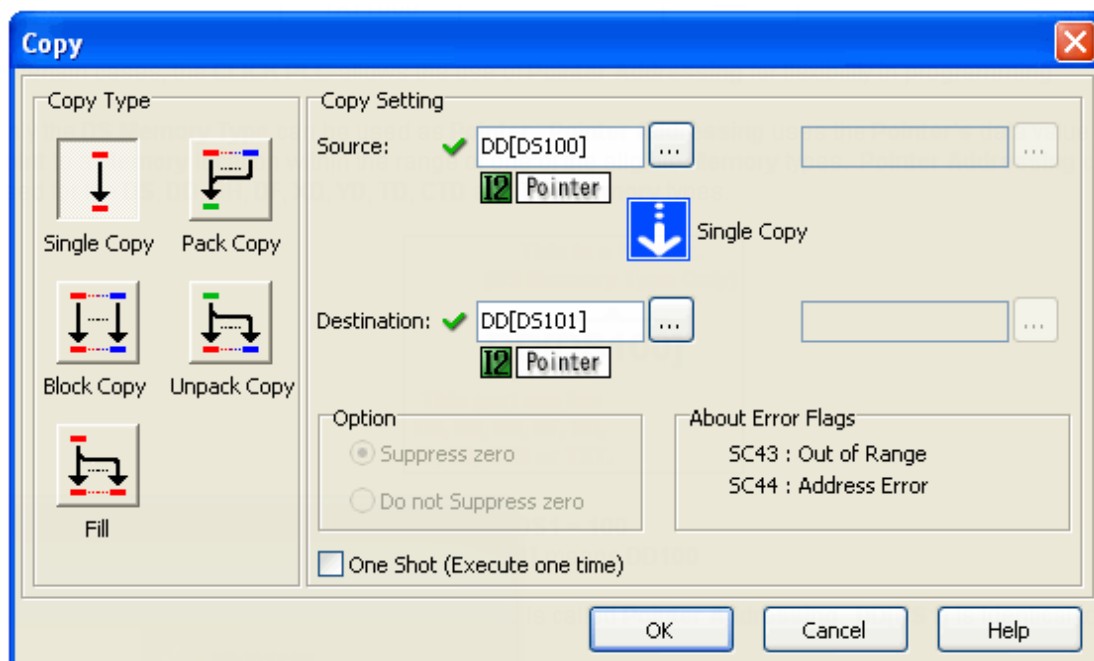 Copy
Copy Type
Single Copy
Pack Copy
Block Copy
Unpack Copy
Fill
Copy Setting
Source:
DD[DS100]
...
...
I2 Pointer
Single Copy
Destination:
DD[DS101]
...
...
I2 Pointer
Option
Suppress zero
Do not Suppress zero
About Error Flags
SC43 : Out of Range
SC44 : Address Error
One Shot (Execute one time)
OK
Cancel
Help